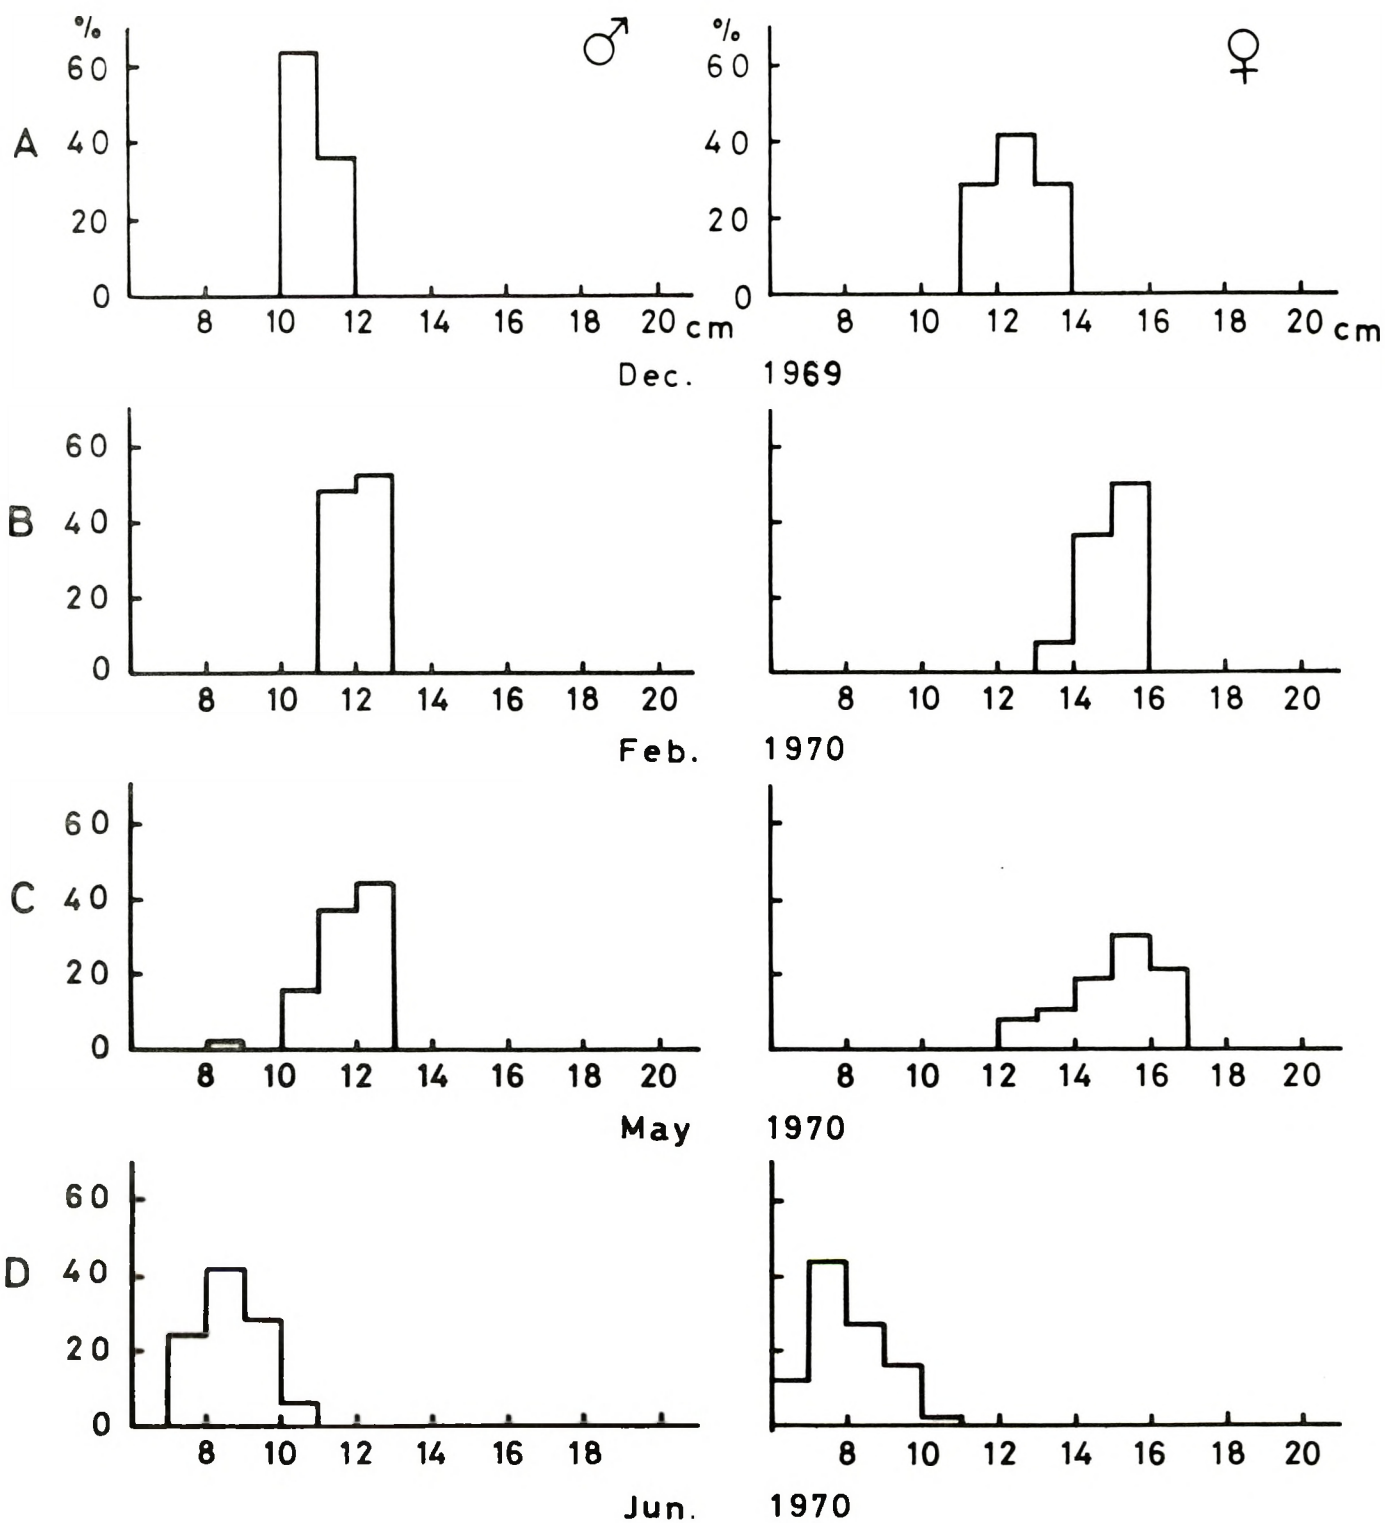 % ♂ % ♀
60 60
A 40 40
20 20
0 0
8 10 12 14 16 18 20 cm 8 10 12 14 16 18 20 cm
Dec. 1969
60
B 40
20
0
8 10 12 14 16 18 20 8 10 12 14 16 18 20
Feb. 1970
60
C 40
20
0
8 10 12 14 16 18 20 8 10 12 14 16 18 20
May 1970
60
D 40
20
0
8 10 12 14 16 18 8 10 12 14 16 18 20
Jun. 1970